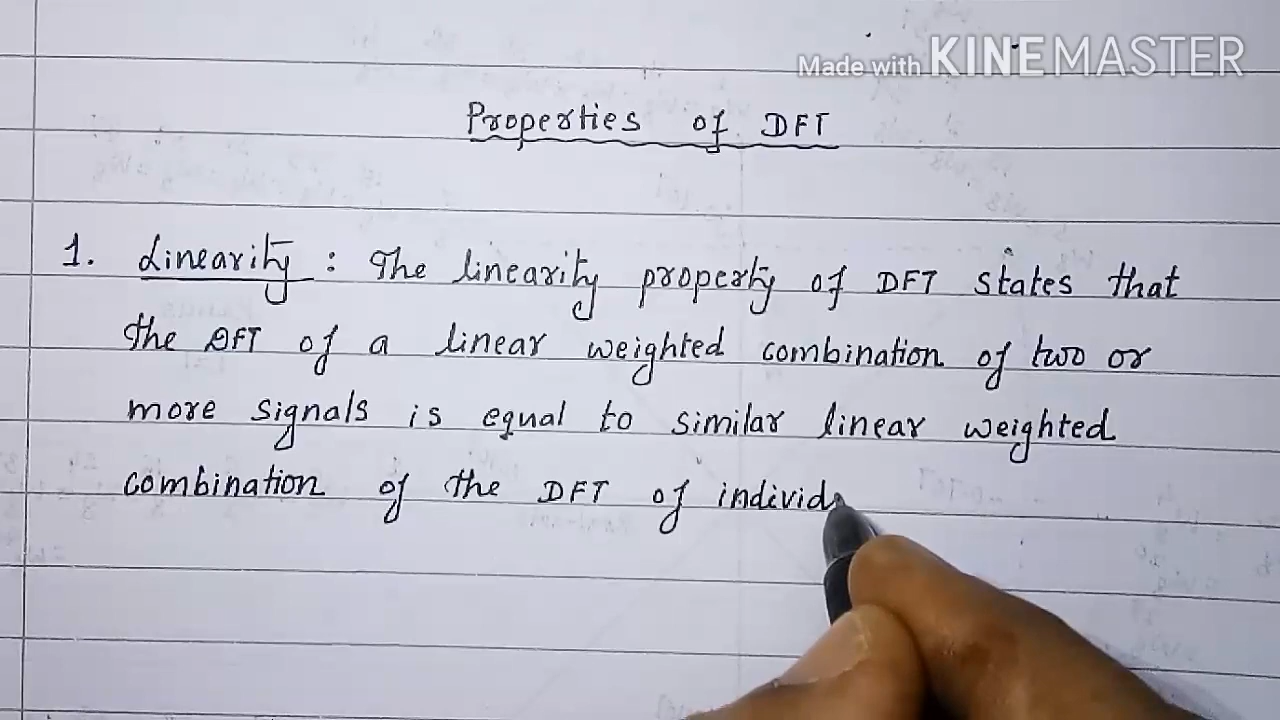 Made with KINEMASTER
Properties of DFT
1. Linearity : The linearity property of DFT states that
the DFT of a linear weighted combination of two or
more signals is equal to similar linear weighted
combination of the DFT of individ